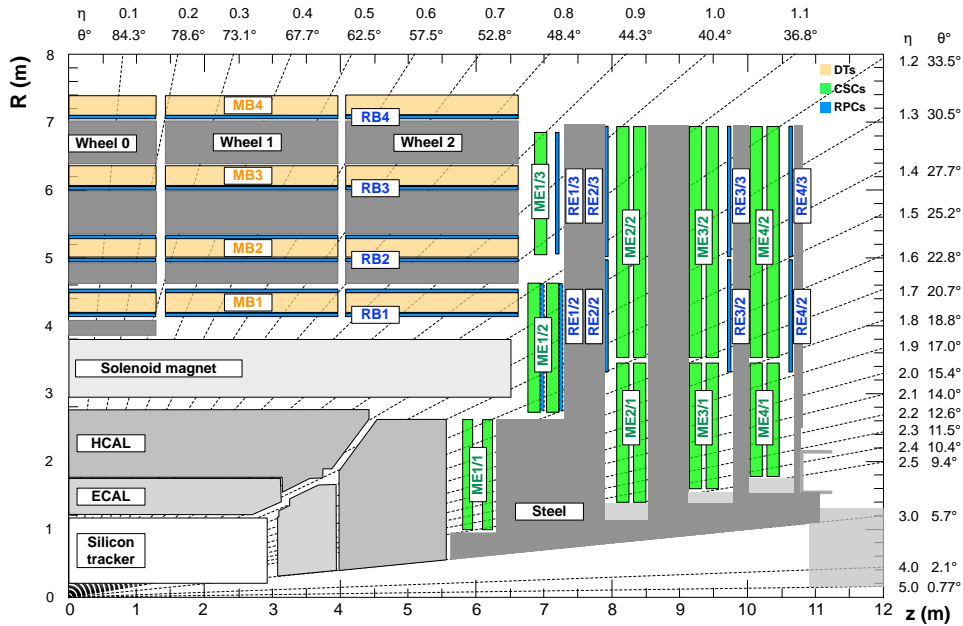 η 0.1 0.2 0.3 0.4 0.5 0.6 0.7 0.8 0.9 1.0 1.1
θ° 84.3° 78.6° 73.1° 67.7° 62.5° 57.5° 52.8° 48.4° 44.3° 40.4° 36.8°
η θ°
R (m)
8
7
6
5
4
3
2
1
0
1.2 33.5°
1.3 30.5°
1.4 27.7°
1.5 25.2°
1.6 22.8°
1.7 20.7°
1.8 18.8°
1.9 17.0°
2.0 15.4°
2.1 14.0°
2.2 12.6°
2.3 11.5°
2.4 10.4°
2.5 9.4°
3.0 5.7°
4.0 2.1°
5.0 0.77°
DTs
CSCs
RPCs
MB4
RB4
Wheel 0
Wheel 1
Wheel 2
MB3
RB3
MB2
RB2
MB1
RB1
Solenoid magnet
HCAL
ECAL
Silicon
tracker
Steel
ME1/3
RE1/3
RE2/3
ME2/2
ME3/2
RE3/3
ME4/2
RE4/3
ME1/2
RE1/2
RE2/2
RE3/2
RE4/2
ME1/1
ME2/1
ME3/1
ME4/1
0 1 2 3 4 5 6 7 8 9 10 11 12
z (m)